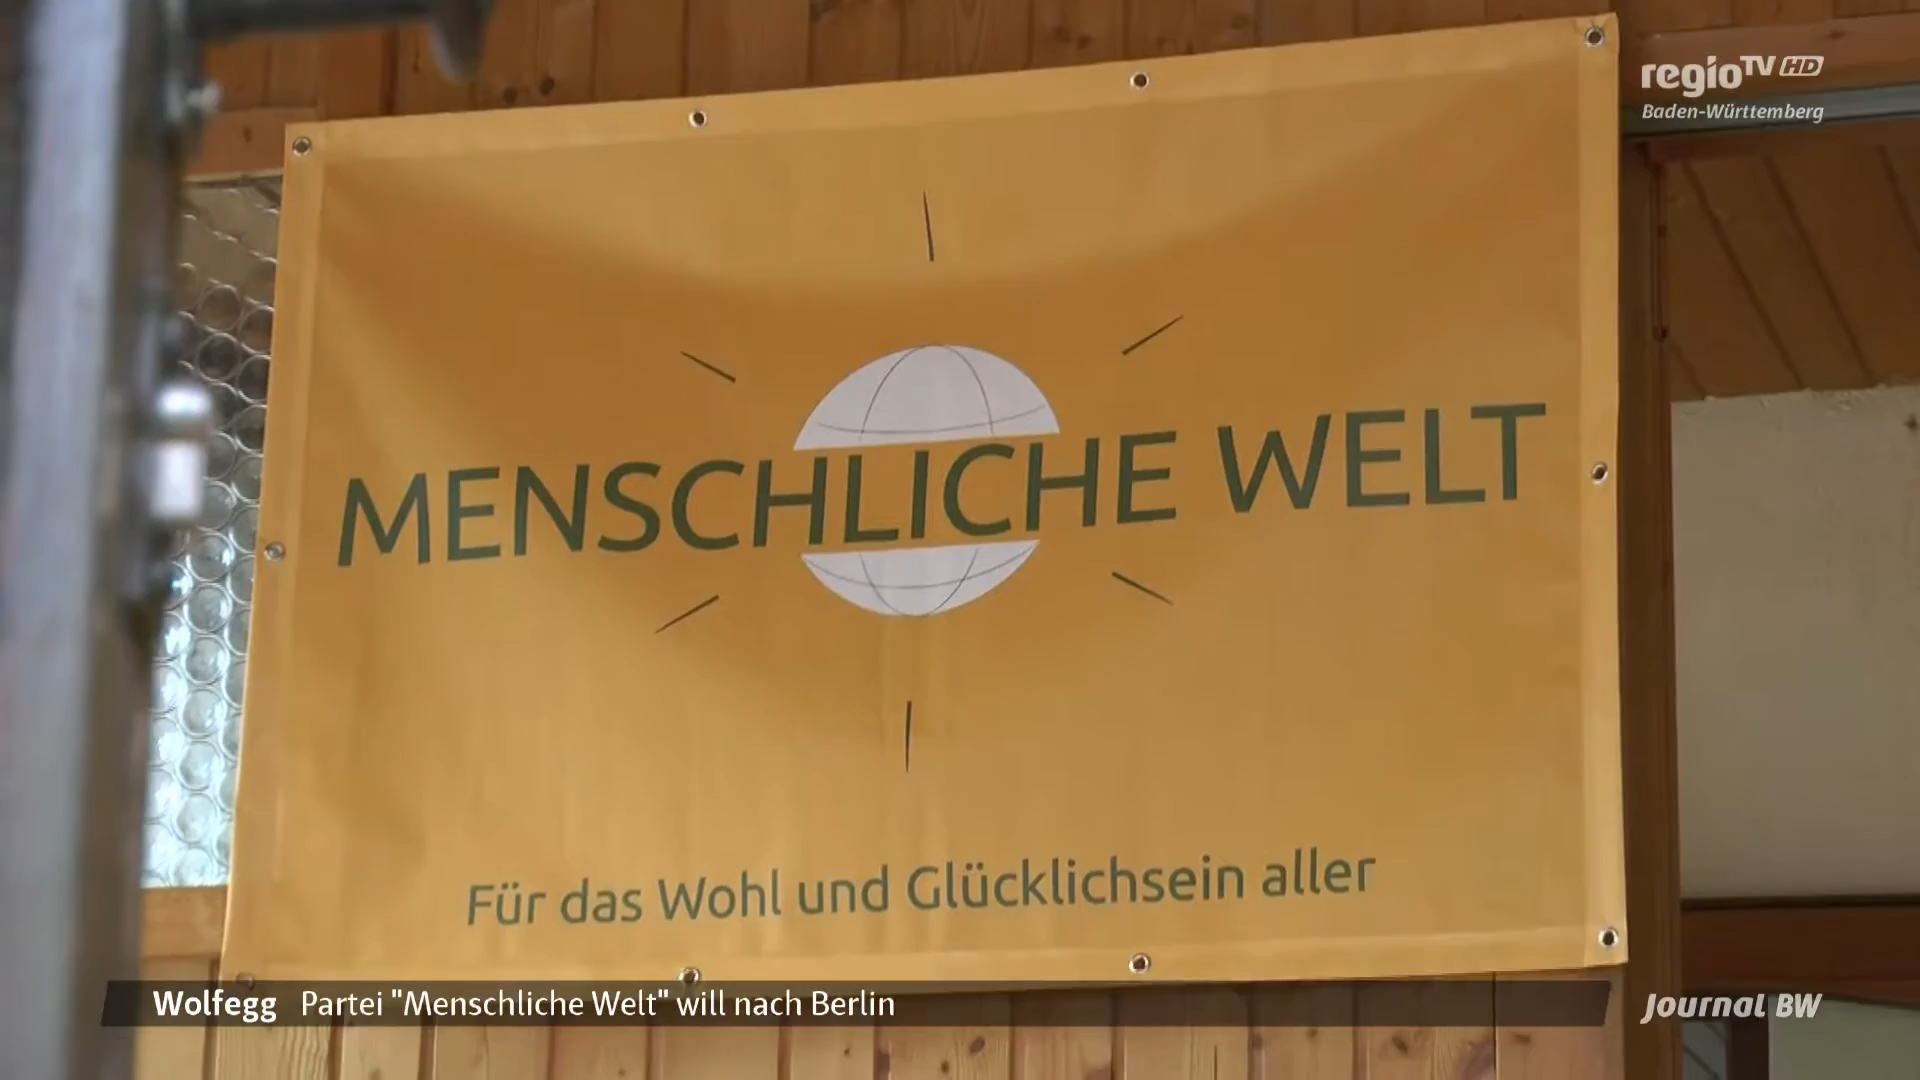 regioTV HD
Baden-Württemberg
MENSCHLICHE WELT
Für das Wohl und Glücklichsein aller
Wolfegg Partei "Menschliche Welt" will nach Berlin
Journal BW